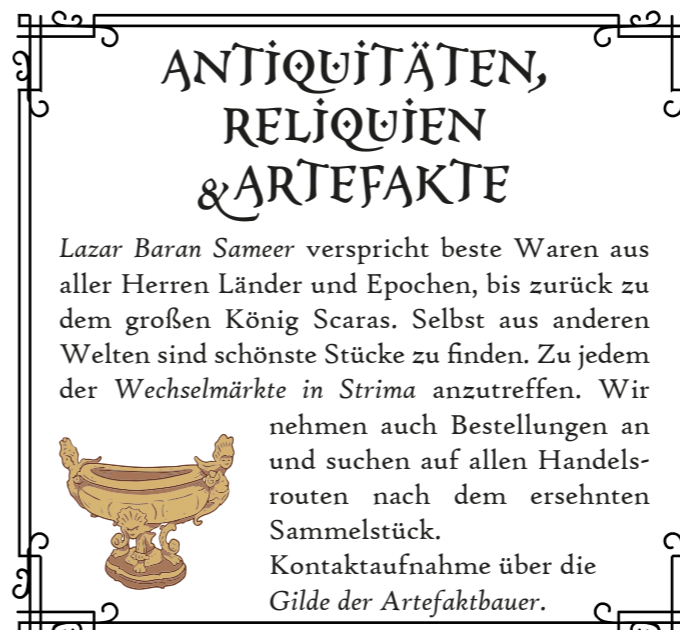 ANTIQUITÄTEN,
RELIQUIEN
&ARTEFAKTE
Lazar Baran Sameer verspricht beste Waren aus
aller Herren Länder und Epochen, bis zurück zu
dem großen König Scaras. Selbst aus anderen
Welten sind schönste Stücke zu finden. Zu jedem
der Wechselmärkte in Strima anzutreffen. Wir
nehmen auch Bestellungen an
und suchen auf allen Handels-
routen nach dem ersehnten
Sammelstück.
Kontaktaufnahme über die
Gilde der Artefaktbauer.